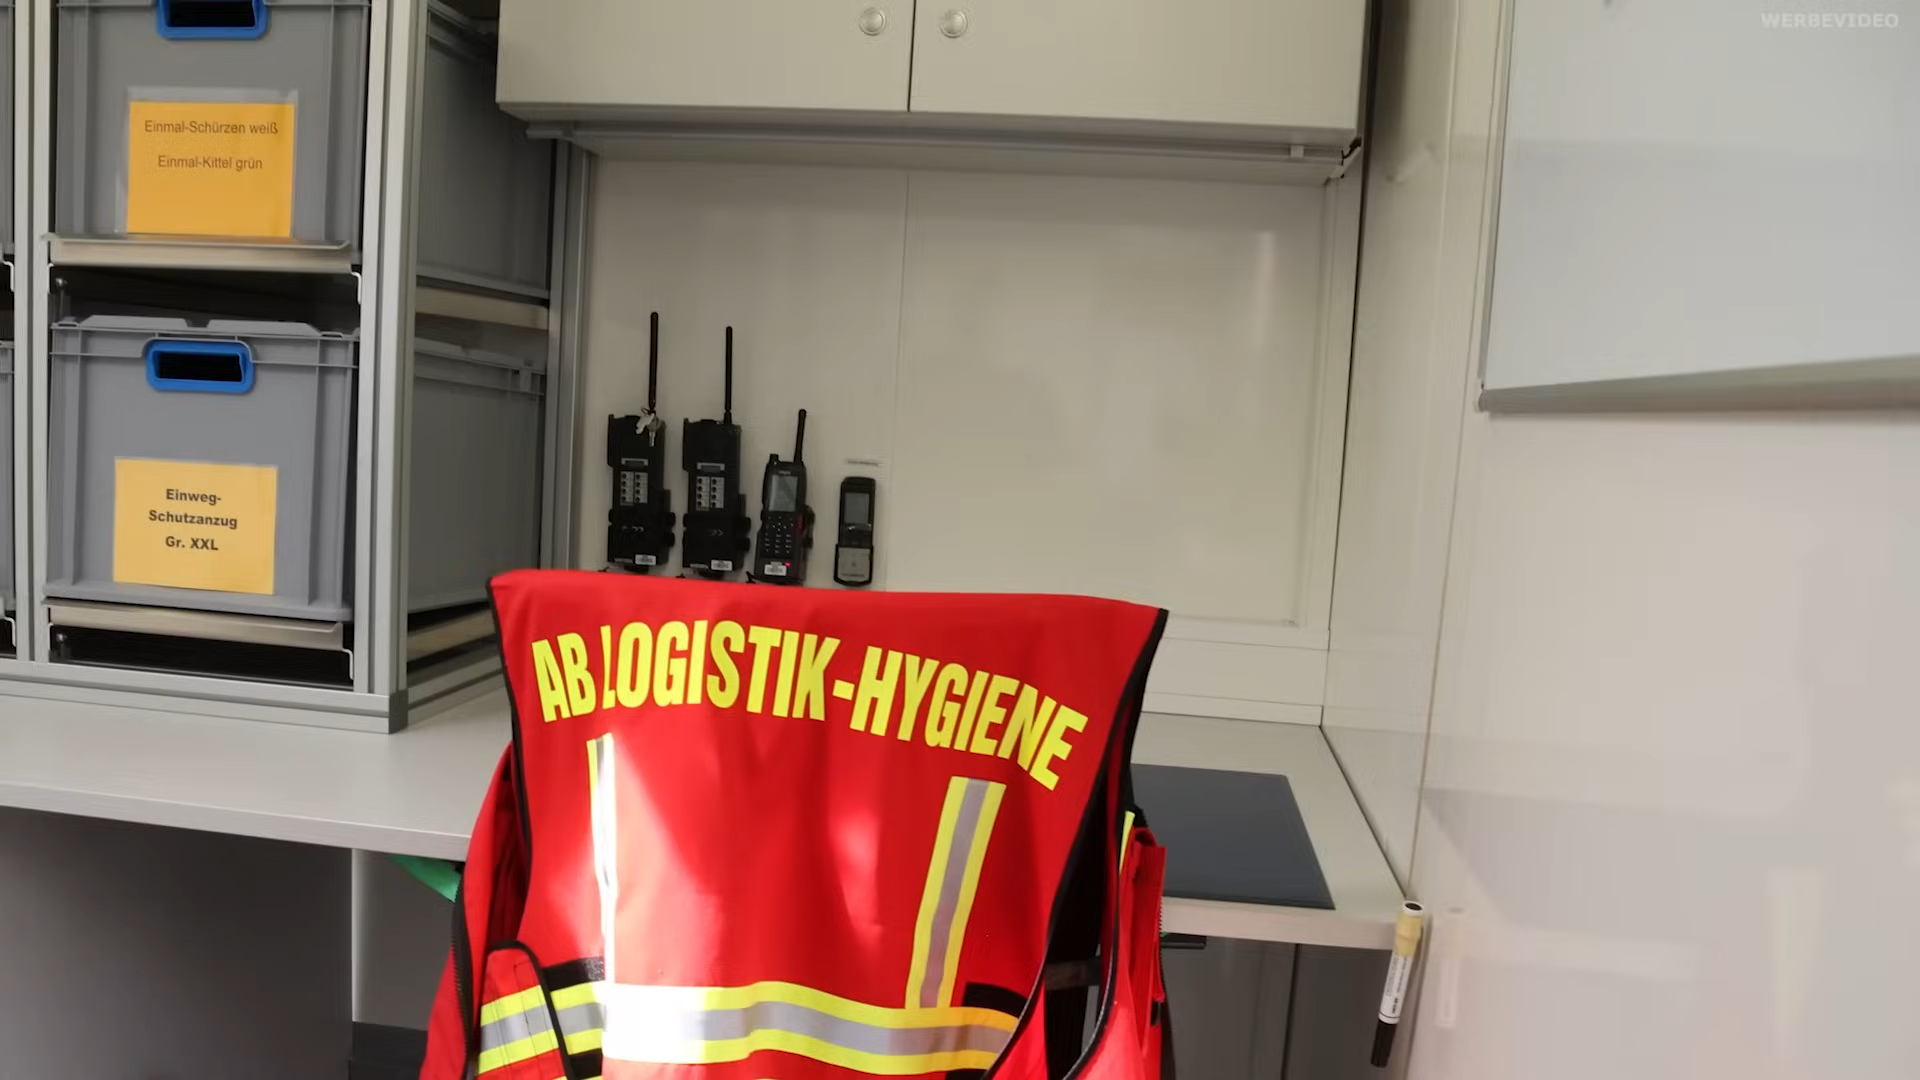 WERBEVIDEO
Einmal-Schürzen weiß
Einmal-Kittel grün
Einweg-
Schutzanzug
Gr. XXL
AB LOGISTIK-HYGIENE